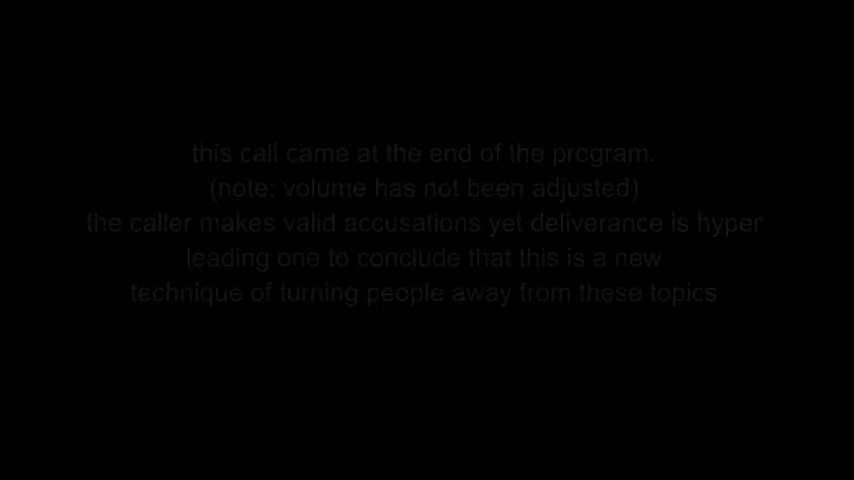 this call came at the end of the program.
(note: volume has not been adjusted)
the caller makes valid accusations yet deliverance is hyper
leading one to conclude that this is a new
technique of turning people away from these topics